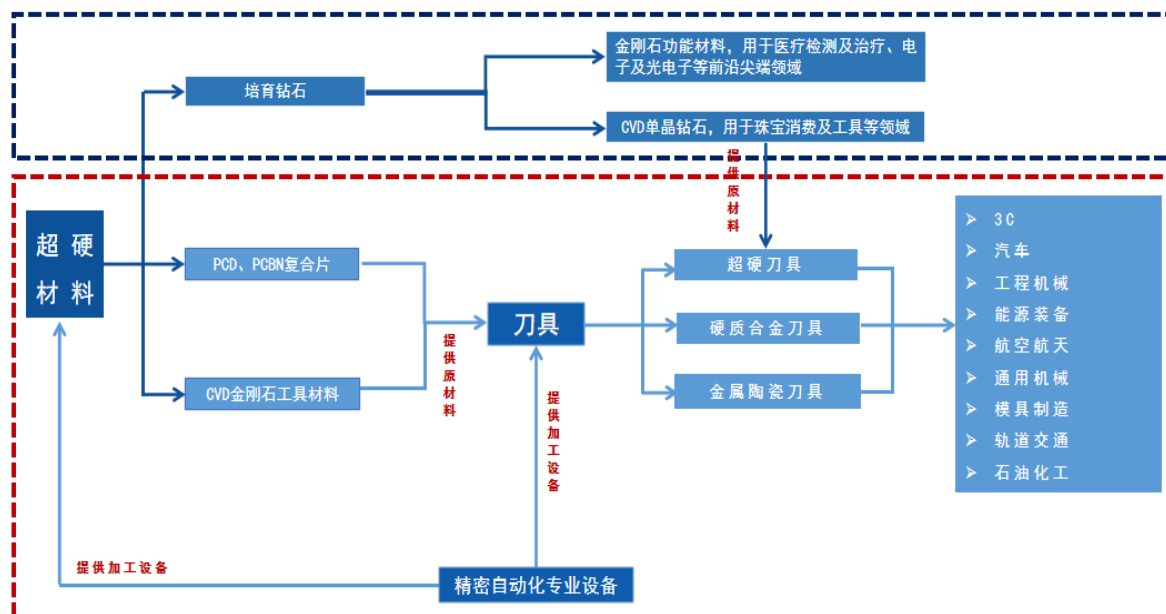 金刚石功能材料，用于医疗检测及治疗、电
子及光电子等前沿尖端领域
培育钻石
CVD单晶钻石，用于珠宝消费及工具等领域
提供原材料
超硬
材料
PCD、PCBN复合片
CVD金刚石工具材料
提供原材料
刀具
提供加工设备
超硬刀具
硬质合金刀具
金属陶瓷刀具
➢ 3C
➢ 汽车
➢ 工程机械
➢ 能源装备
➢ 航空航天
➢ 通用机械
➢ 模具制造
➢ 轨道交通
➢ 石油化工
提供加工设备
精密自动化专业设备